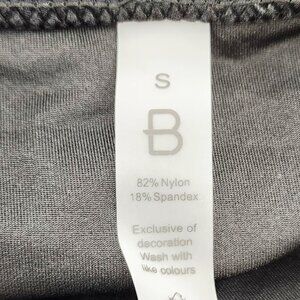 S
B
82% Nylon
18% Spandex
Exclusive of
decoration
Wash with
like colours